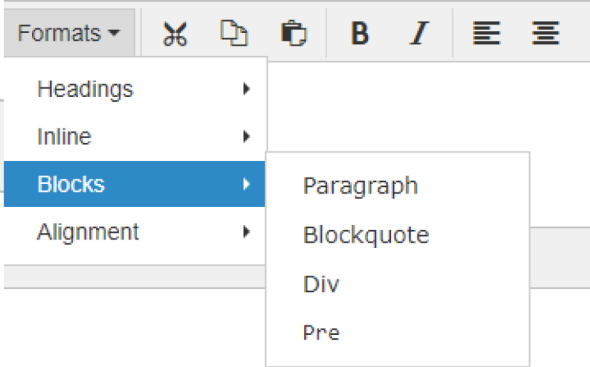 Formats
B I
Headings
Inline
Blocks
Alignment
Paragraph
Blockquote
Div
Pre